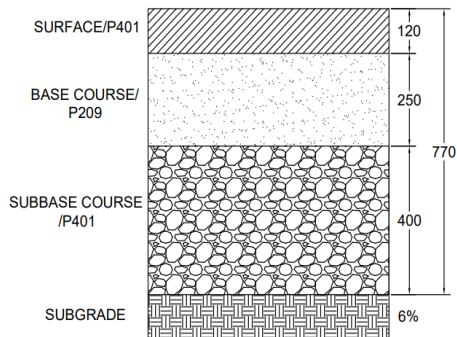 SURFACE/P401
120
BASE COURSE/
P209
250
770
SUBBASE COURSE
/P401
400
SUBGRADE
6%